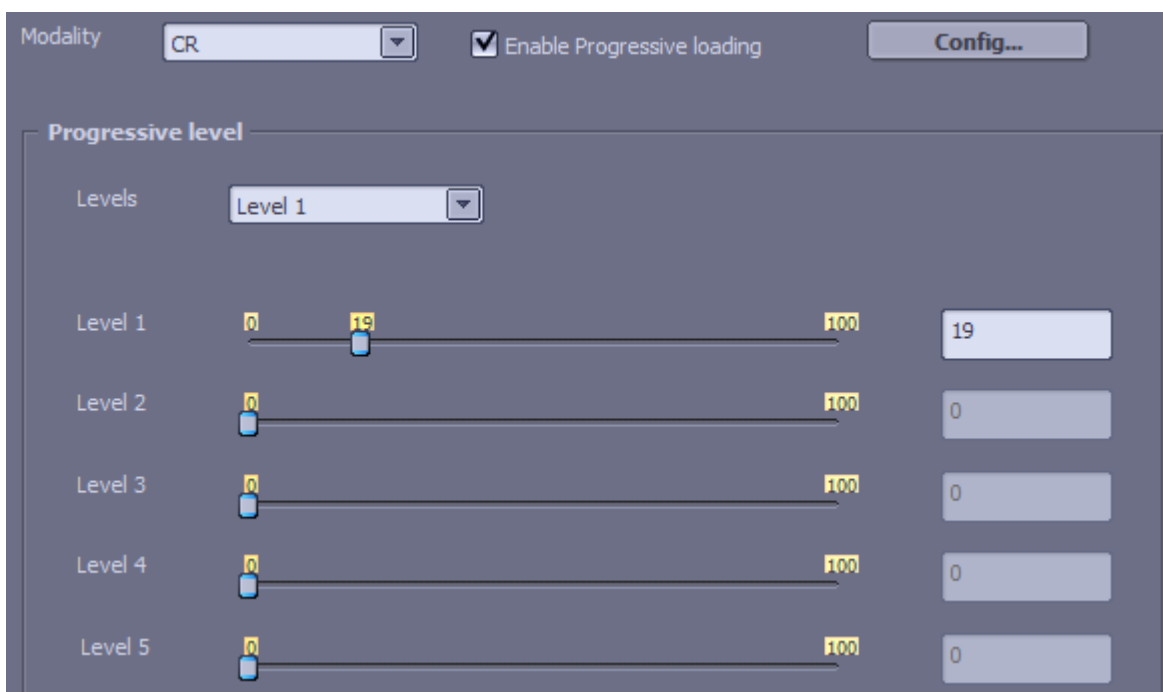 Modality CR Enable Progressive loading Config...
Progressive level
Levels Level 1
Level 1 0 19 100 19
Level 2 0 100 0
Level 3 0 100 0
Level 4 0 100 0
Level 5 0 100 0